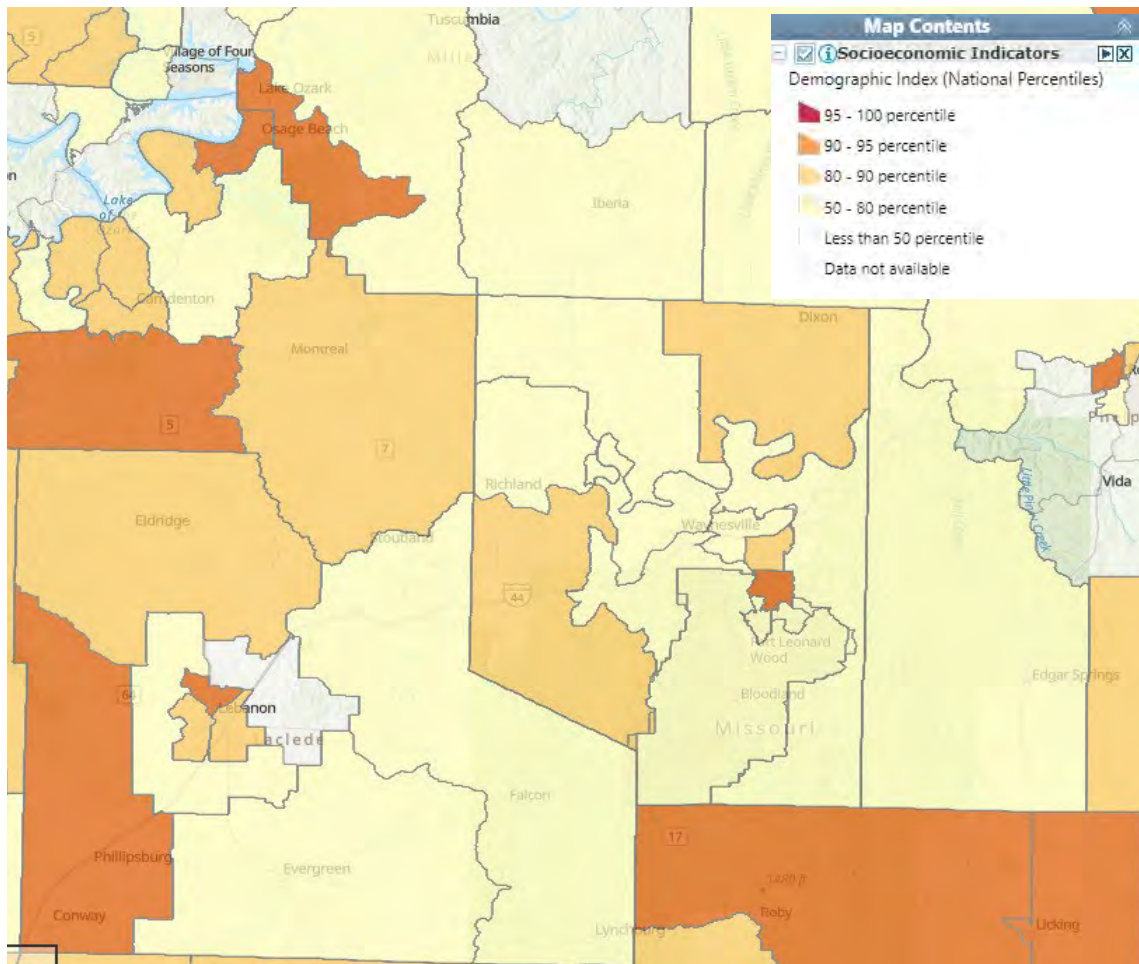 Map Contents
Socioeconomic Indicators
Demographic Index (National Percentiles)
95 - 100 percentile
90 - 95 percentile
80 - 90 percentile
50 - 80 percentile
Less than 50 percentile
Data not available
Tuscumbia
5
Village of Four
Seasons
Lake Ozark
Osage Beach
Iberia
Lake
Camdenton
Dixon
Montreal
5
7
Richland
Vida
Little Piney Creek
Eldridge
Stoutland
Waynesville
44
Fort Leonard
Wood
Edgar Springs
64
Lebanon
Bloodland
Laclede
Missouri
Falcon
17
Phillipsburg
Evergreen
1480 ft
Roby
Conway
Lynchburg
Licking